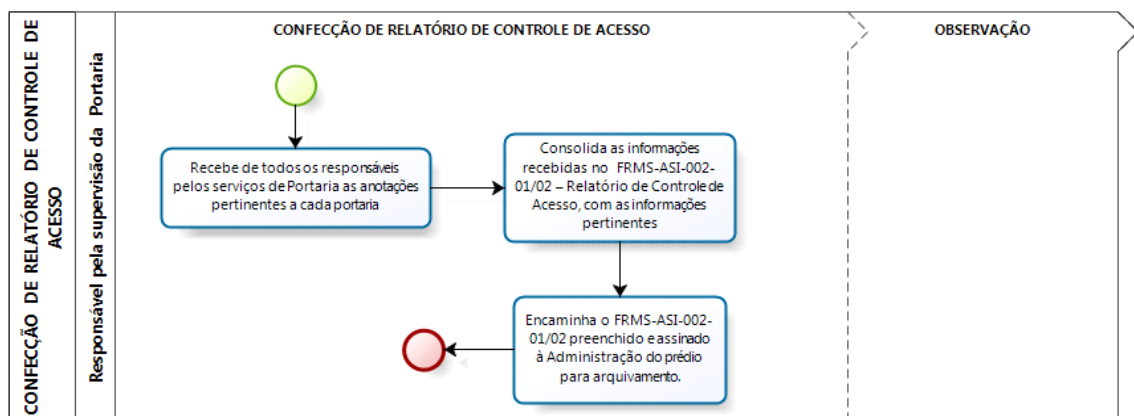 CONFECÇÃO DE RELATÓRIO DE CONTROLE DE
ACESSO
Responsável pela supervisão da Portaria
CONFECÇÃO DE RELATÓRIO DE CONTROLE DE ACESSO
OBSERVAÇÃO
Recebe de todos os responsáveis
pelos serviços de Portaria as anotações
pertinentes a cada portaria
Consolida as informações
recebidas no FRMS-ASI-002-
01/02 – Relatório de Controle de
Acesso, com as informações
pertinentes
Encaminha o FRMS-ASI-002-
01/02 preenchido e assinado
à Administração do prédio
para arquivamento.